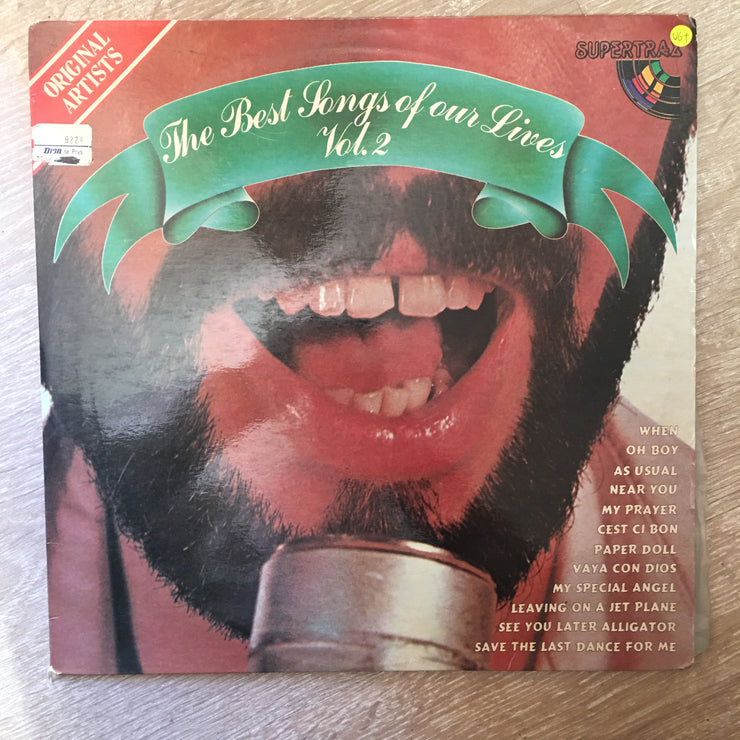 ORIGINAL
ARTISTS
SUPERTRAX
VG+
The Best Songs of our Lives
Vol. 2
WHEN
OH BOY
AS USUAL
NEAR YOU
MY PRAYER
CEST CI BON
PAPER DOLL
VAYA CON DIOS
MY SPECIAL ANGEL
LEAVING ON A JET PLANE
SEE YOU LATER ALLIGATOR
SAVE THE LAST DANCE FOR ME